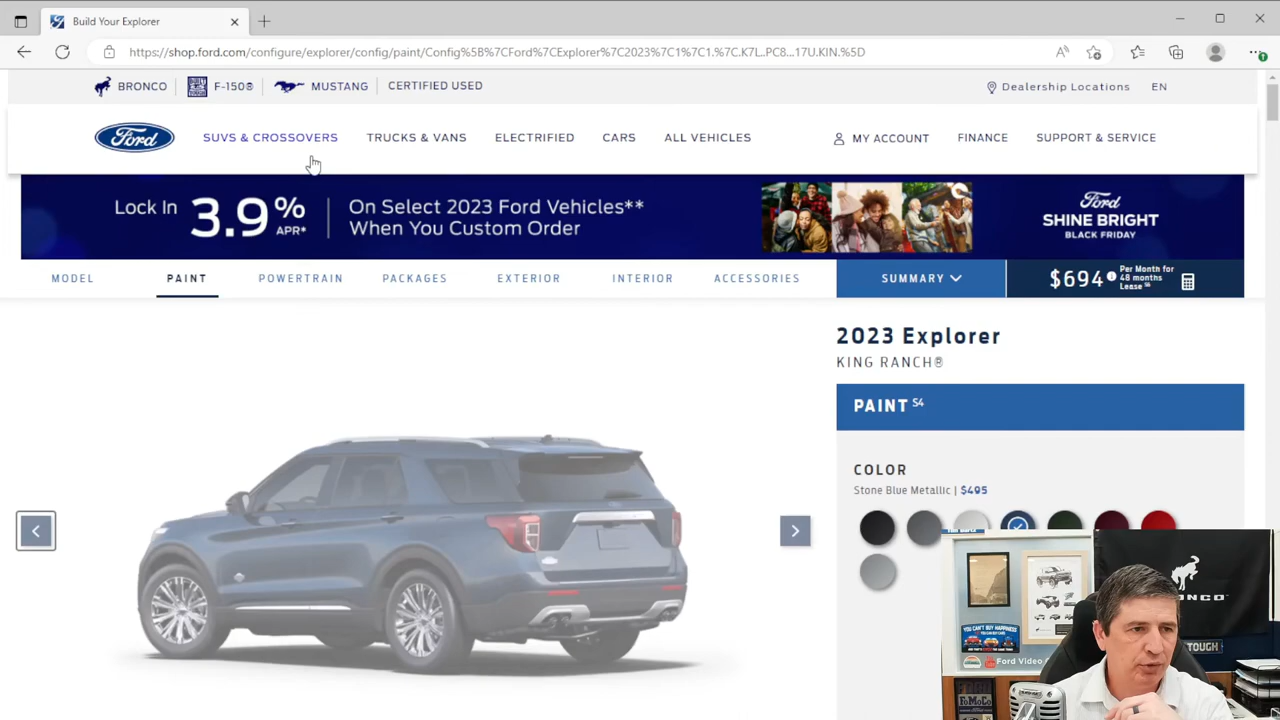 Build Your Explorer
https://shop.ford.com/configure/explorer/config/paint/Config%5B%7CFord%7CExplorer%7C2023%7C1%7C1.%7C.K7L..PC8...17U.KIN.%5D
BRONCO F-150® MUSTANG CERTIFIED USED Dealership Locations EN
Ford SUVS & CROSSOVERS TRUCKS & VANS ELECTRIFIED CARS ALL VEHICLES MY ACCOUNT FINANCE SUPPORT & SERVICE
Lock In 3.9% APR* On Select 2023 Ford Vehicles**
When You Custom Order
Ford
SHINE BRIGHT
BLACK FRIDAY
MODEL PAINT POWERTRAIN PACKAGES EXTERIOR INTERIOR ACCESSORIES SUMMARY $694 Per Month for
48 months
Lease
2023 Explorer
KING RANCH®
PAINT S4
COLOR
Stone Blue Metallic | $495
BRONCO
YOU CAN'T BUY HAPPINESS
TOUGH
Ford Video